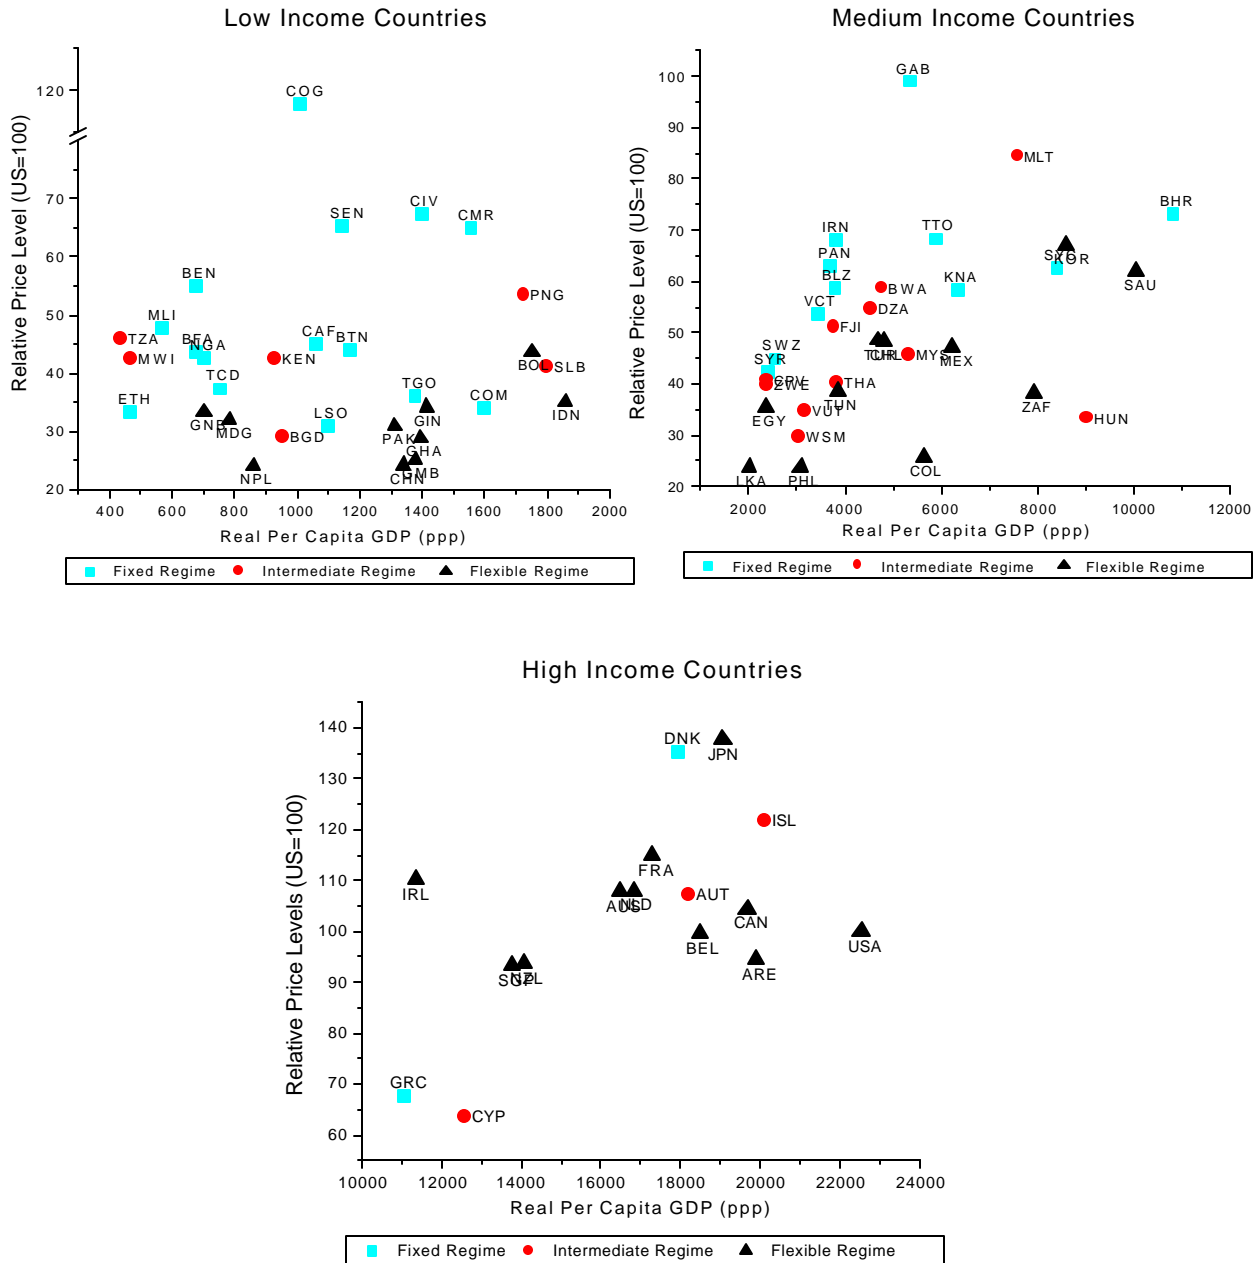 Low Income Countries
Medium Income Countries
Relative Price Level (US=100)
120
70
60
50
40
30
20
COG
SEN
CIV
CMR
BEN
PNG
MLI
TZA
BFA
NGA
MWI
KEN
CAF
BTN
BOL
SLB
TCD
TGO
COM
IDN
ETH
GNB
MDG
LSO
GIN
PAK
BGD
GHA
NPL
CHN
GMB
400 600 800 1000 1200 1400 1600 1800 2000
Real Per Capita GDP (ppp)
Fixed Regime Intermediate Regime Flexible Regime
Relative Price Level (US=100)
100
90
80
70
60
50
40
30
20
GAB
MLT
BHR
IRN
TTO
PAN
SYC
KOR
BLZ
KNA
SAU
BWA
VCT
DZA
FJI
SWZ
TUR
CHL
MYS
MEX
SYR
CPV
ZWE
THA
TUN
ZAF
EGY
VUT
HUN
WSM
COL
LKA
PHL
2000 4000 6000 8000 10000 12000
Real Per Capita GDP (ppp)
Fixed Regime Intermediate Regime Flexible Regime
High Income Countries
Relative Price Levels (US=100)
140
130
120
110
100
90
80
70
60
DNK
JPN
ISL
FRA
IRL
AUS
NLD
AUT
CAN
BEL
USA
ARE
SGP
NZL
GRC
CYP
10000 12000 14000 16000 18000 20000 22000 24000
Real Per Capita GDP (ppp)
Fixed Regime Intermediate Regime Flexible Regime